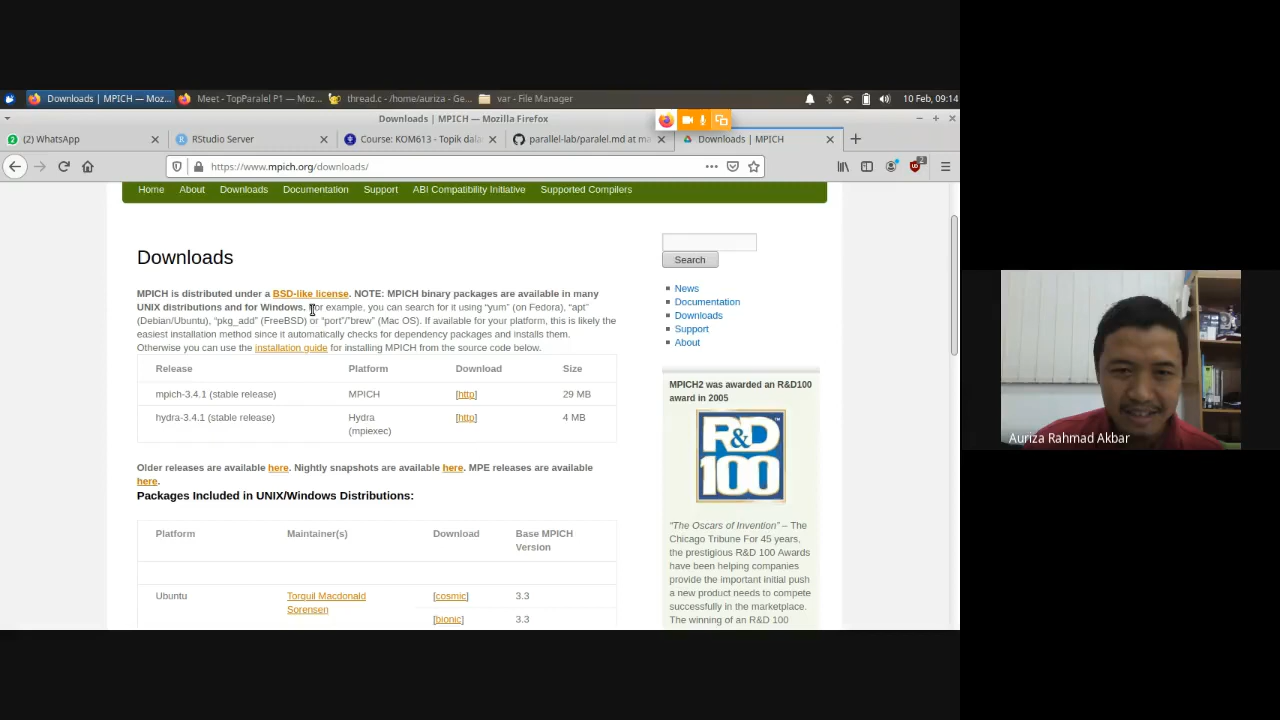 Downloads | MPICH — Moz...
Meet - TopParalel P1 — Moz...
thread.c - /home/auriza - Ge...
var - File Manager
10 Feb, 09:14
Downloads | MPICH — Mozilla Firefox
(2) WhatsApp
RStudio Server
Course: KOM613 - Topik dala
parallel-lab/paralel.md at ma
Downloads | MPICH
https://www.mpich.org/downloads/
Home About Downloads Documentation Support ABI Compatibility Initiative Supported Compilers
Downloads
MPICH is distributed under a BSD-like license. NOTE: MPICH binary packages are available in many
UNIX distributions and for Windows. For example, you can search for it using “yum” (on Fedora), “apt”
(Debian/Ubuntu), “pkg_add” (FreeBSD) or “port”/”brew” (Mac OS). If available for your platform, this is likely the
easiest installation method since it automatically checks for dependency packages and installs them.
Otherwise you can use the installation guide for installing MPICH from the source code below.
Release Platform Download Size
mpich-3.4.1 (stable release) MPICH [http] 29 MB
hydra-3.4.1 (stable release) Hydra [http] 4 MB
(mpiexec)
Older releases are available here. Nightly snapshots are available here. MPE releases are available
here.
Packages Included in UNIX/Windows Distributions:
Platform Maintainer(s) Download Base MPICH
Version
Ubuntu Torquil Macdonald [cosmic] 3.3
Sorensen
[bionic] 3.3
Search
News
Documentation
Downloads
Support
About
MPICH2 was awarded an R&D100
award in 2005
R&D
100
“The Oscars of Invention” – The
Chicago Tribune For 45 years,
the prestigious R&D 100 Awards
have been helping companies
provide the important initial push
a new product needs to compete
successfully in the marketplace.
The winning of an R&D 100
Auriza Rahmad Akbar